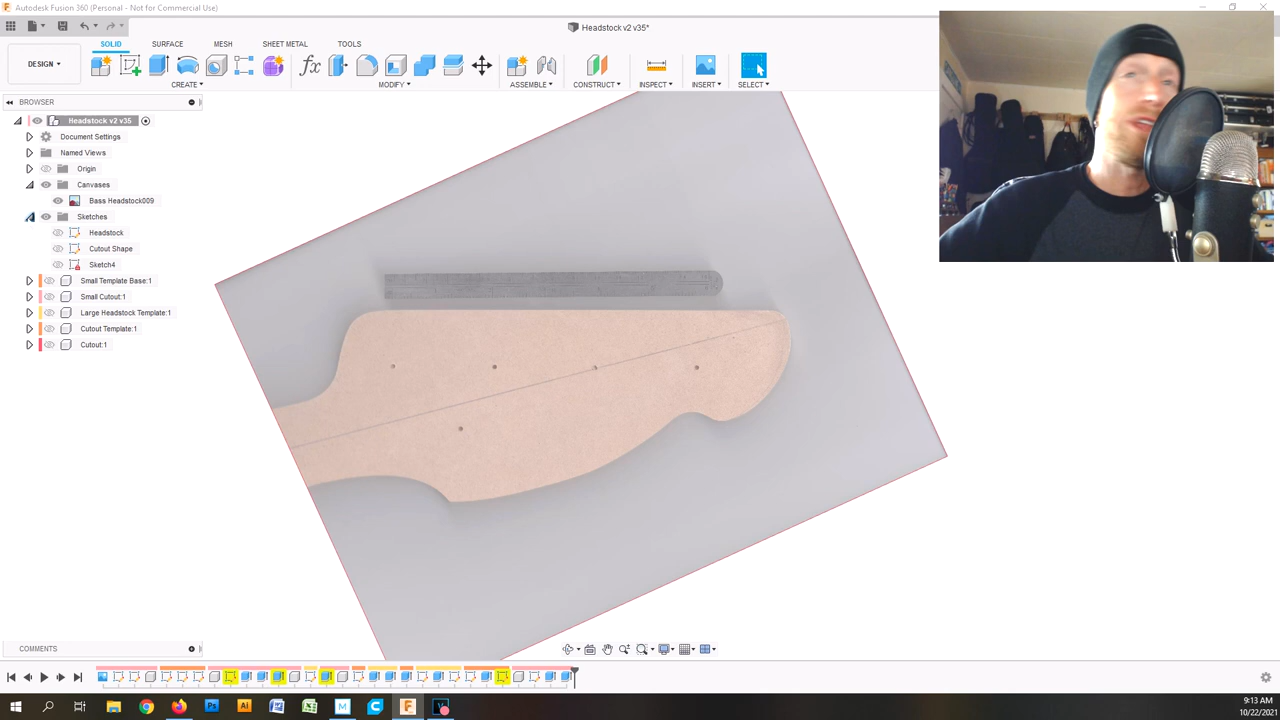 Autodesk Fusion 360 (Personal - Not for Commercial Use)
Headstock v2 v35*
SOLID SURFACE MESH SHEET METAL TOOLS
DESIGN
CREATE MODIFY ASSEMBLE CONSTRUCT INSPECT INSERT SELECT
BROWSER
Headstock v2 v35
Document Settings
Named Views
Origin
Canvases
Bass Headstock009
Sketches
Headstock
Cutout Shape
Sketch4
Small Template Base:1
Small Cutout:1
Large Headstock Template:1
Cutout Template:1
Cutout:1
COMMENTS
9:13 AM
10/22/2021